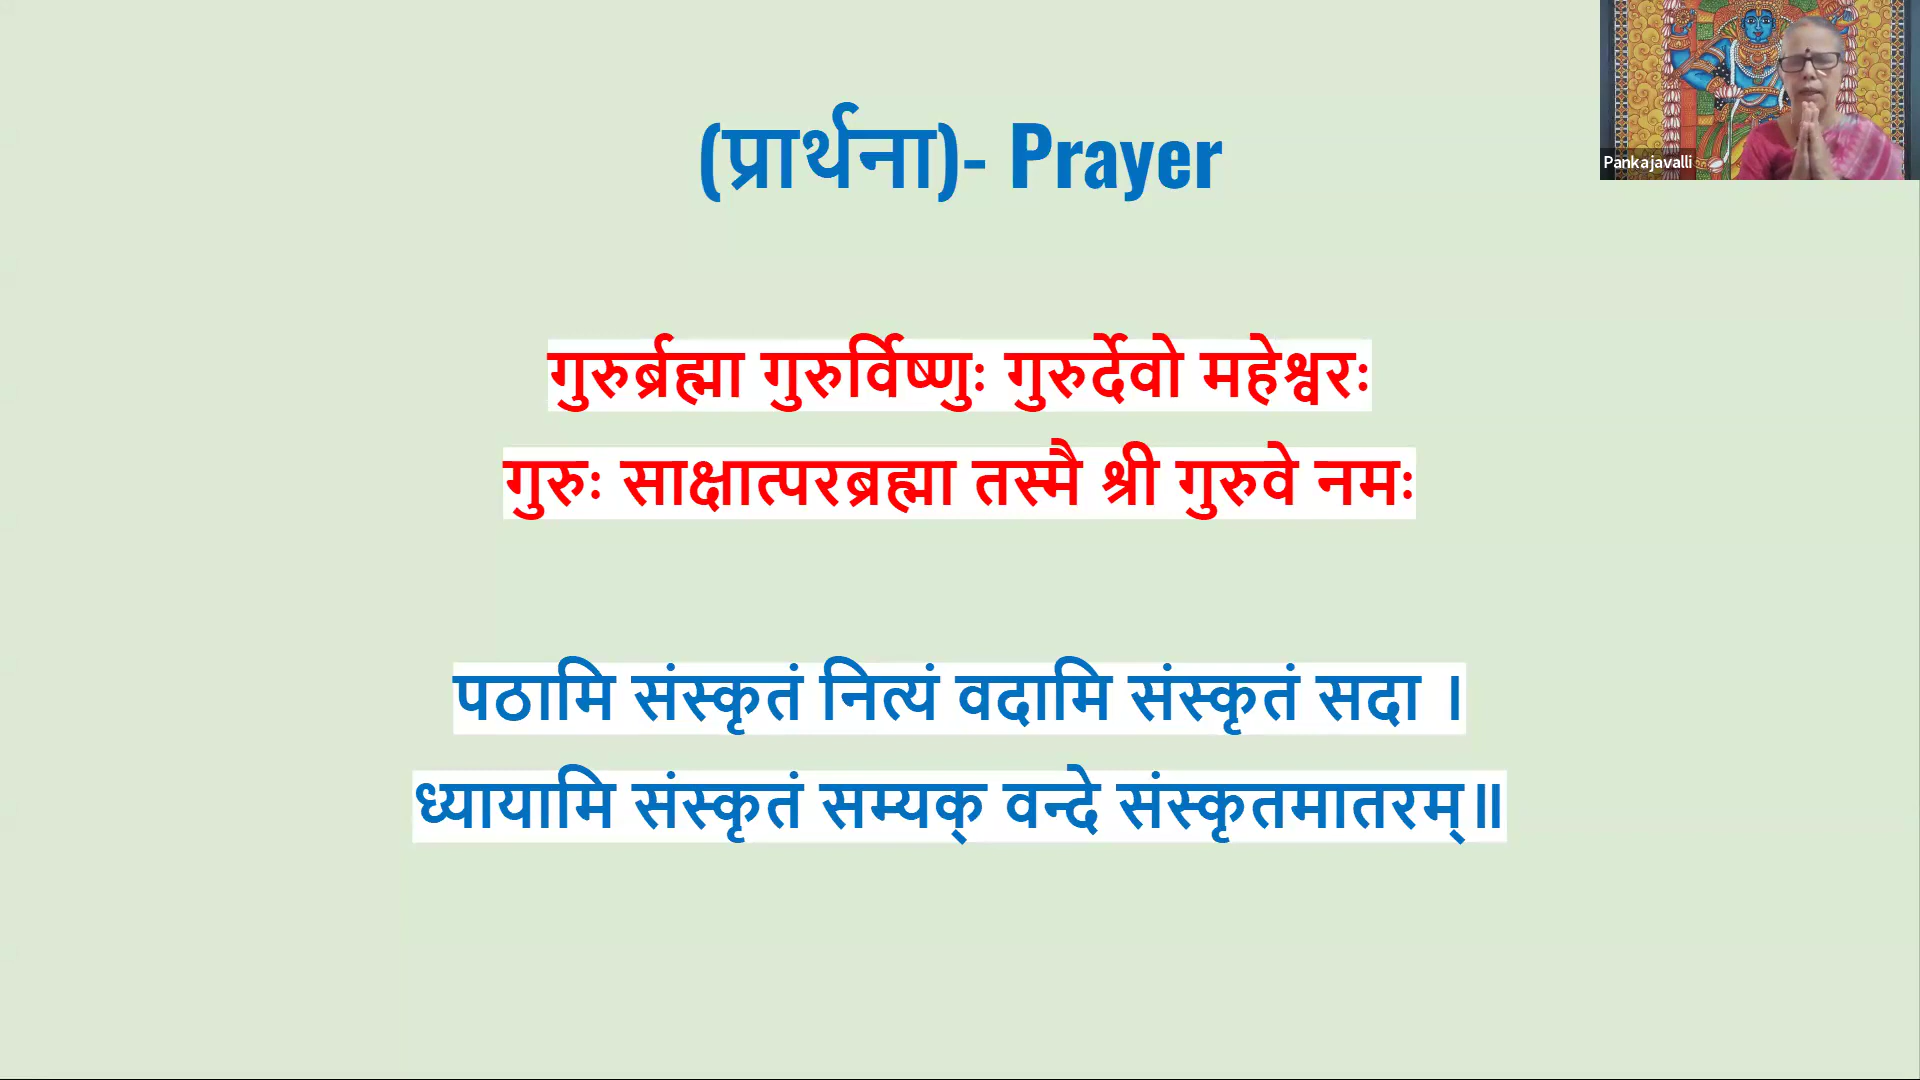 (प्रार्थना)- Prayer
Pankajavalli
गुरुर्ब्रह्मा गुरुर्विष्णुः गुरुर्देवो महेश्वरः
गुरुः साक्षात्परब्रह्मा तस्मै श्री गुरुवे नमः
पठामि संस्कृतं नित्यं वदामि संस्कृतं सदा ।
ध्यायामि संस्कृतं सम्यक् वन्दे संस्कृतमातरम्॥